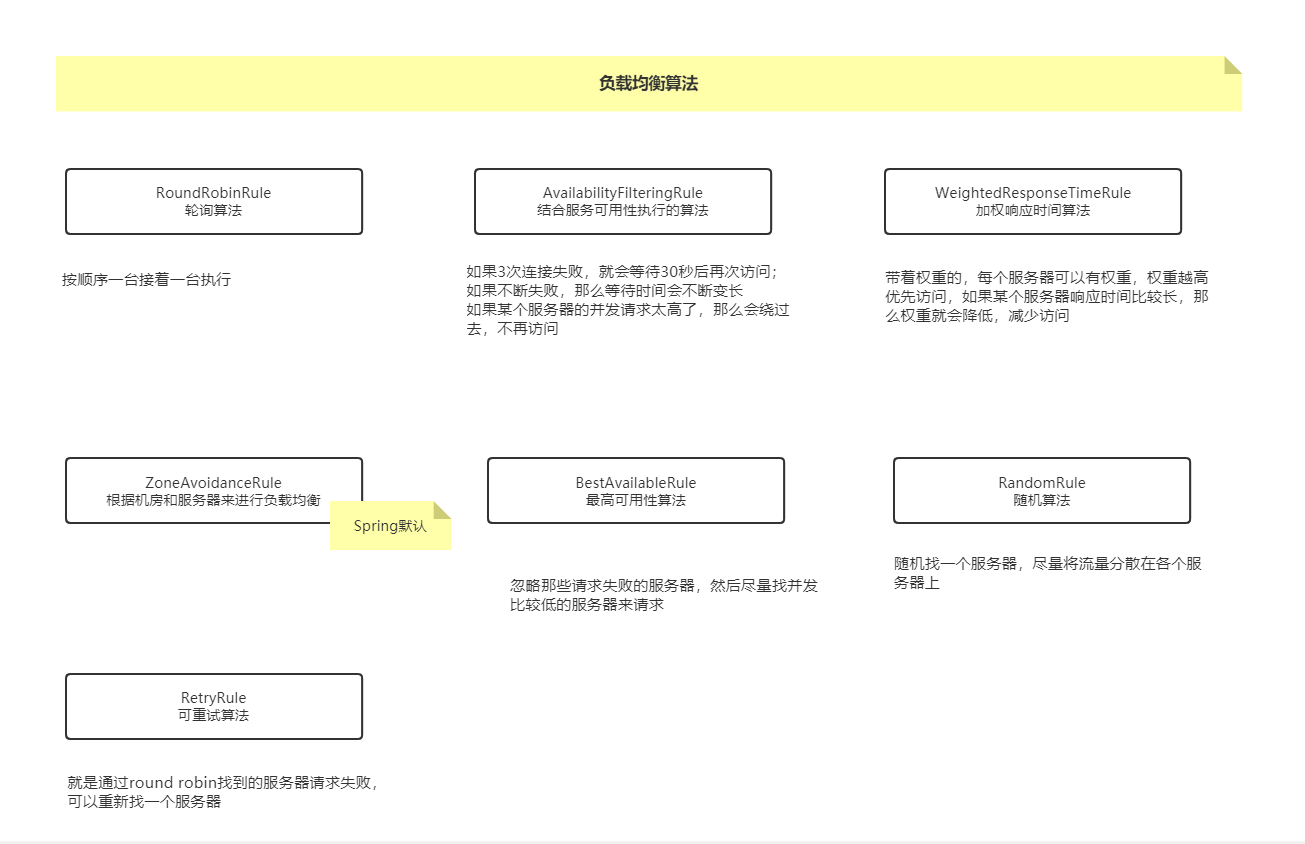 负载均衡算法
RoundRobinRule
轮询算法
按顺序一台接着一台执行
AvailabilityFilteringRule
结合服务可用性执行的算法
如果3次连接失败，就会等待30秒后再次访问；
如果不断失败，那么等待时间会不断变长
如果某个服务器的并发请求太高了，那么会绕过
去，不再访问
WeightedResponseTimeRule
加权响应时间算法
带着权重的，每个服务器可以有权重，权重越高
优先访问，如果某个服务器响应时间比较长，那
么权重就会降低，减少访问
ZoneAvoidanceRule
根据机房和服务器来进行负载均衡
Spring默认
BestAvailableRule
最高可用性算法
忽略那些请求失败的服务器，然后尽量找并发
比较低的服务器来请求
RandomRule
随机算法
随机找一个服务器，尽量将流量分散在各个服
务器上
RetryRule
可重试算法
就是通过round robin找到的服务器请求失败，
可以重新找一个服务器